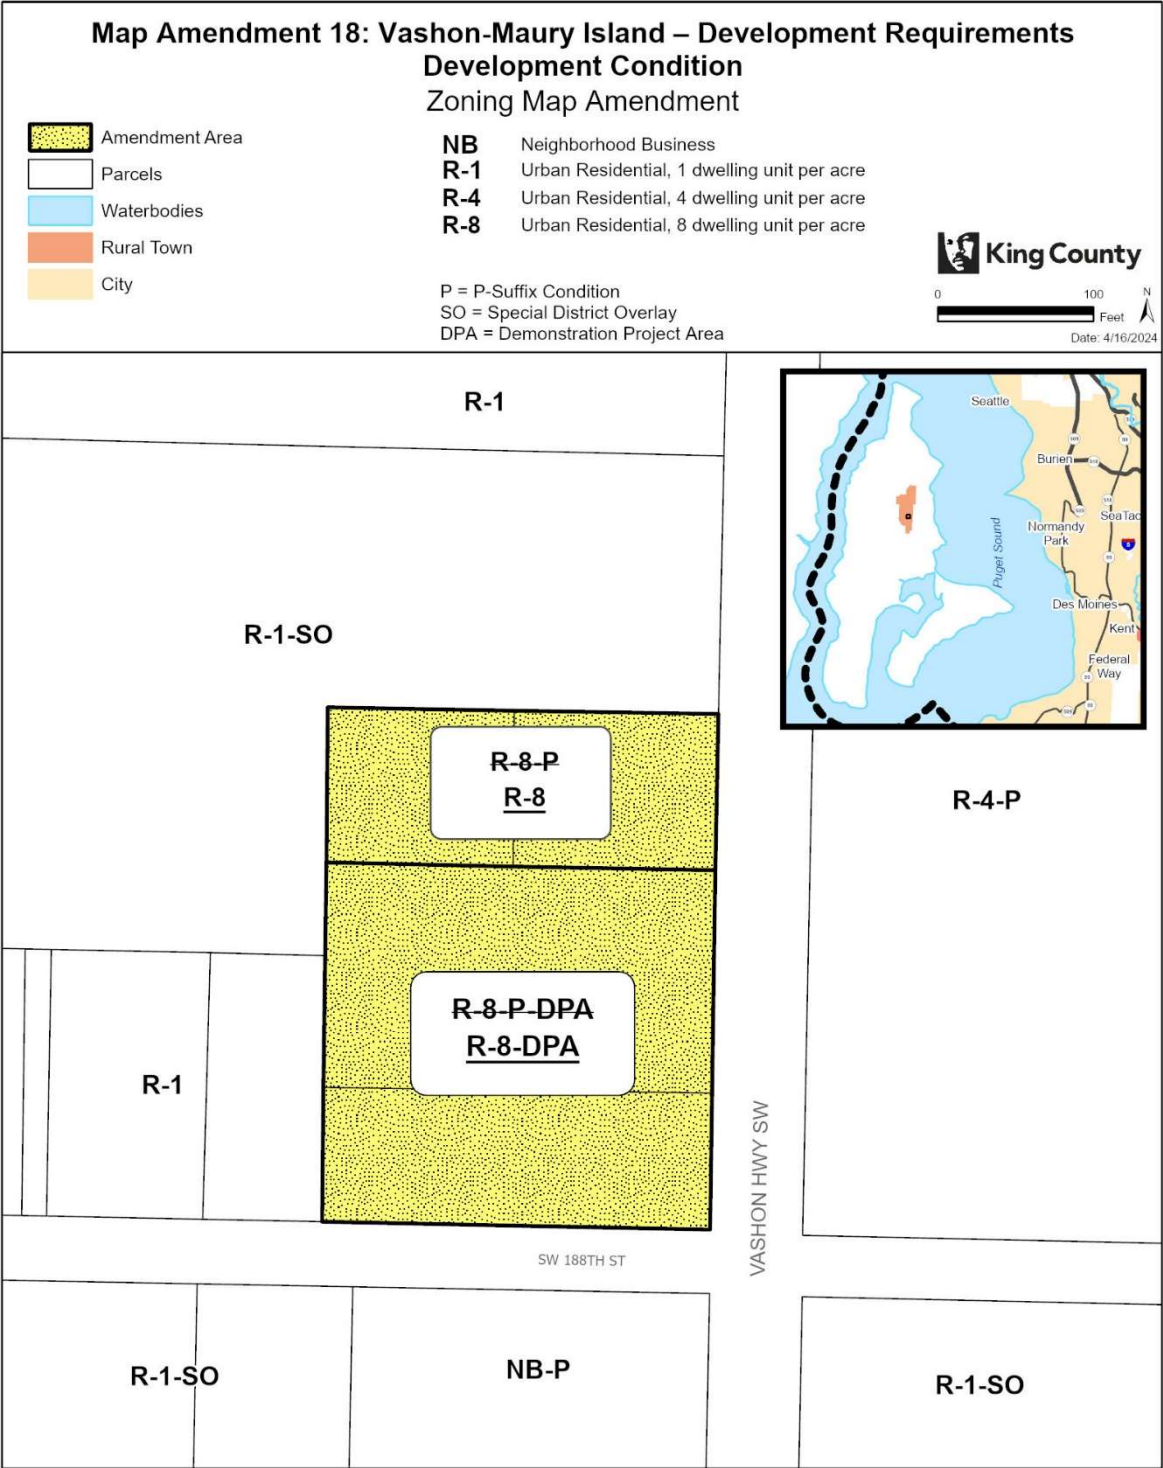 Map Amendment 18: Vashon-Maury Island – Development Requirements
Development Condition
Zoning Map Amendment
Amendment Area
Parcels
Waterbodies
Rural Town
City
NB Neighborhood Business
R-1 Urban Residential, 1 dwelling unit per acre
R-4 Urban Residential, 4 dwelling unit per acre
R-8 Urban Residential, 8 dwelling unit per acre
P = P-Suffix Condition
SO = Special District Overlay
DPA = Demonstration Project Area
King County
0 100
Feet
N
Date: 4/16/2024
R-1
Seattle
Burien
SeaTac
Normandy
Park
Puget Sound
Des Moines
Kent
Federal
Way
R-1-SO
R-8-P
R-8
R-4-P
R-8-P-DPA
R-8-DPA
R-1
VASHON HWY SW
SW 188TH ST
R-1-SO
NB-P
R-1-SO